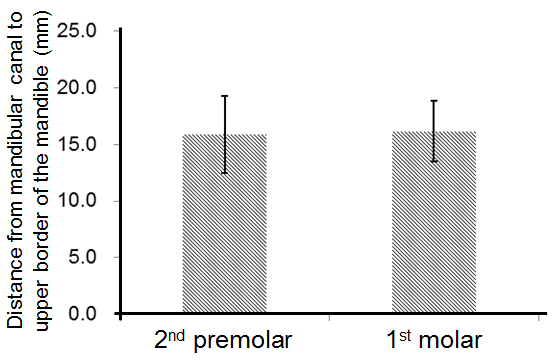 Distance from mandibular canal to
upper border of the mandible (mm)
25.0
20.0
15.0
10.0
5.0
0.0
2nd premolar
1st molar